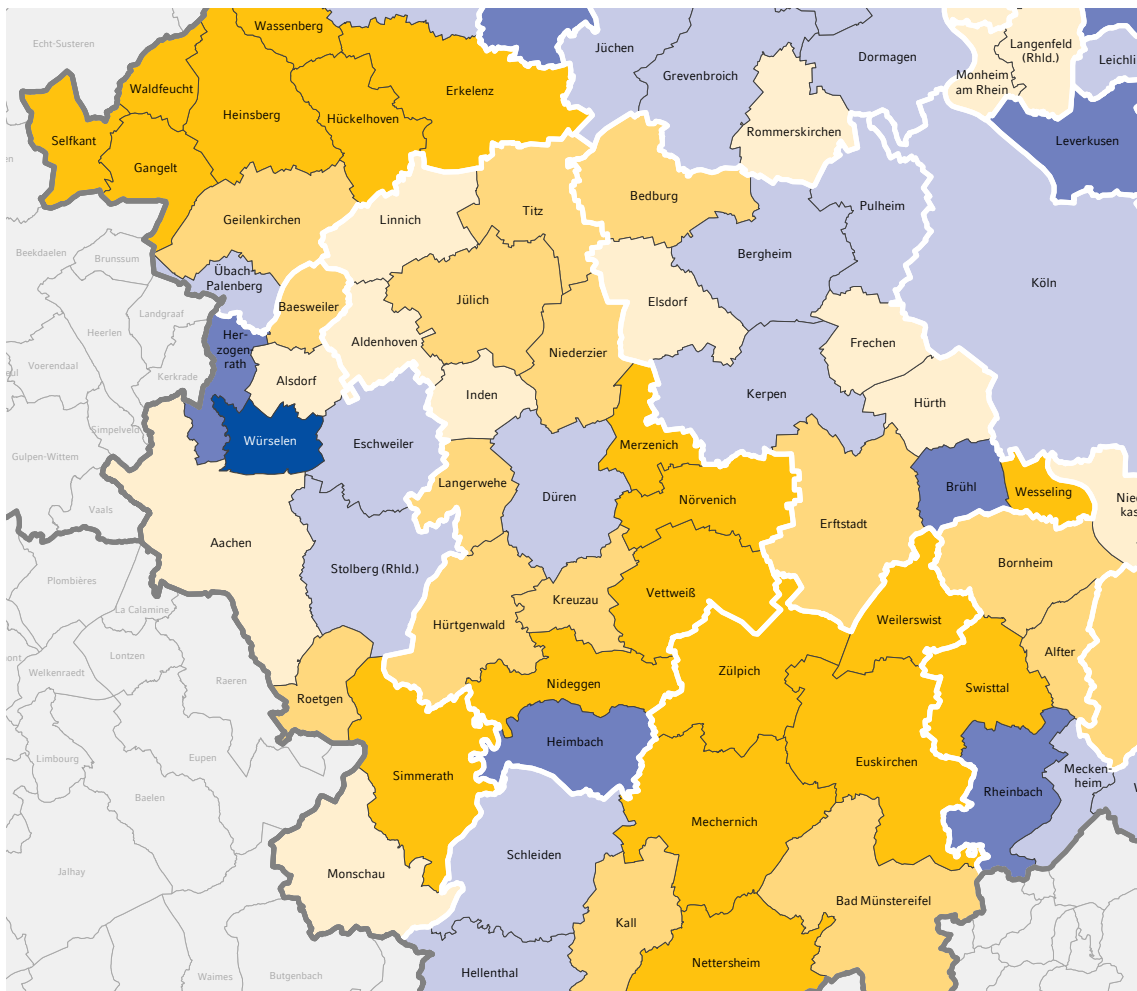 Echt-Susteren
Wassenberg
Jüchen
Grevenbroich
Dormagen
Langenfeld
(Rhld.)
Monheim
am Rhein
Leichli
Waldfeucht
Heinsberg
Hückelhoven
Erkelenz
Selfkant
Gangelt
Rommerskirchen
Leverkusen
Geilenkirchen
Linnich
Titz
Bedburg
Pulheim
Beekdaelen
Brunssum
Übach-
Palenberg
Bergheim
Köln
Landgraaf
Baesweiler
Jülich
Elsdorf
Heerlen
Her-
zogen-
rath
Aldenhoven
Niederzier
Frechen
Voerendaal
Kerkrade
Alsdorf
Inden
Kerpen
Hürth
Simpelveld
Gulpen-Wittem
Würselen
Eschweiler
Merzenich
Langerwehe
Düren
Nörvenich
Brühl
Wesseling
Nied
kas
Vaals
Aachen
Erftstadt
Stolberg (Rhld.)
Bornheim
Plombières
La Calamine
Kreuzau
Vettweiß
Hürtgenwald
Weilerswist
Lontzen
Welkenraedt
Raeren
Alfter
Roetgen
Nideggen
Zülpich
Swisttal
Limbourg
Eupen
Simmerath
Heimbach
Euskirchen
Rheinbach
Mecken-
heim
Baelen
Mechernich
Schleiden
Jalhay
Monschau
Bad Münstereifel
Kall
Waimes
Butgenbach
Hellenthal
Nettersheim